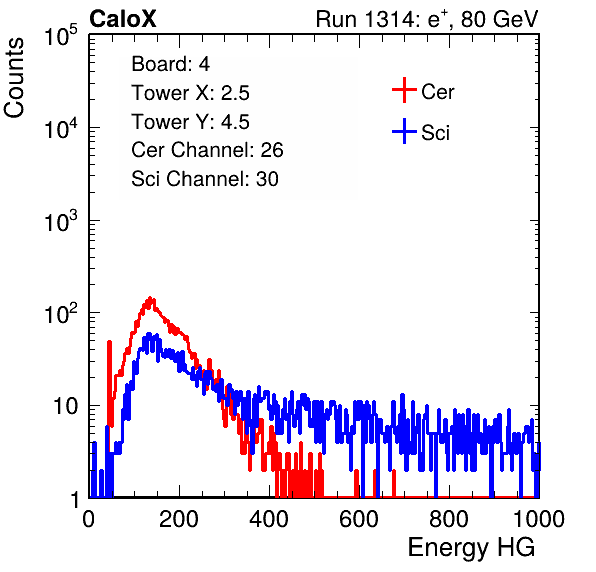 CaloX Run 1314: e⁺, 80 GeV
Counts
10⁵
10⁴
10³
10²
10
1
Board: 4
Tower X: 2.5
Tower Y: 4.5
Cer Channel: 26
Sci Channel: 30
Cer
Sci
0 200 400 600 800 1000
Energy HG